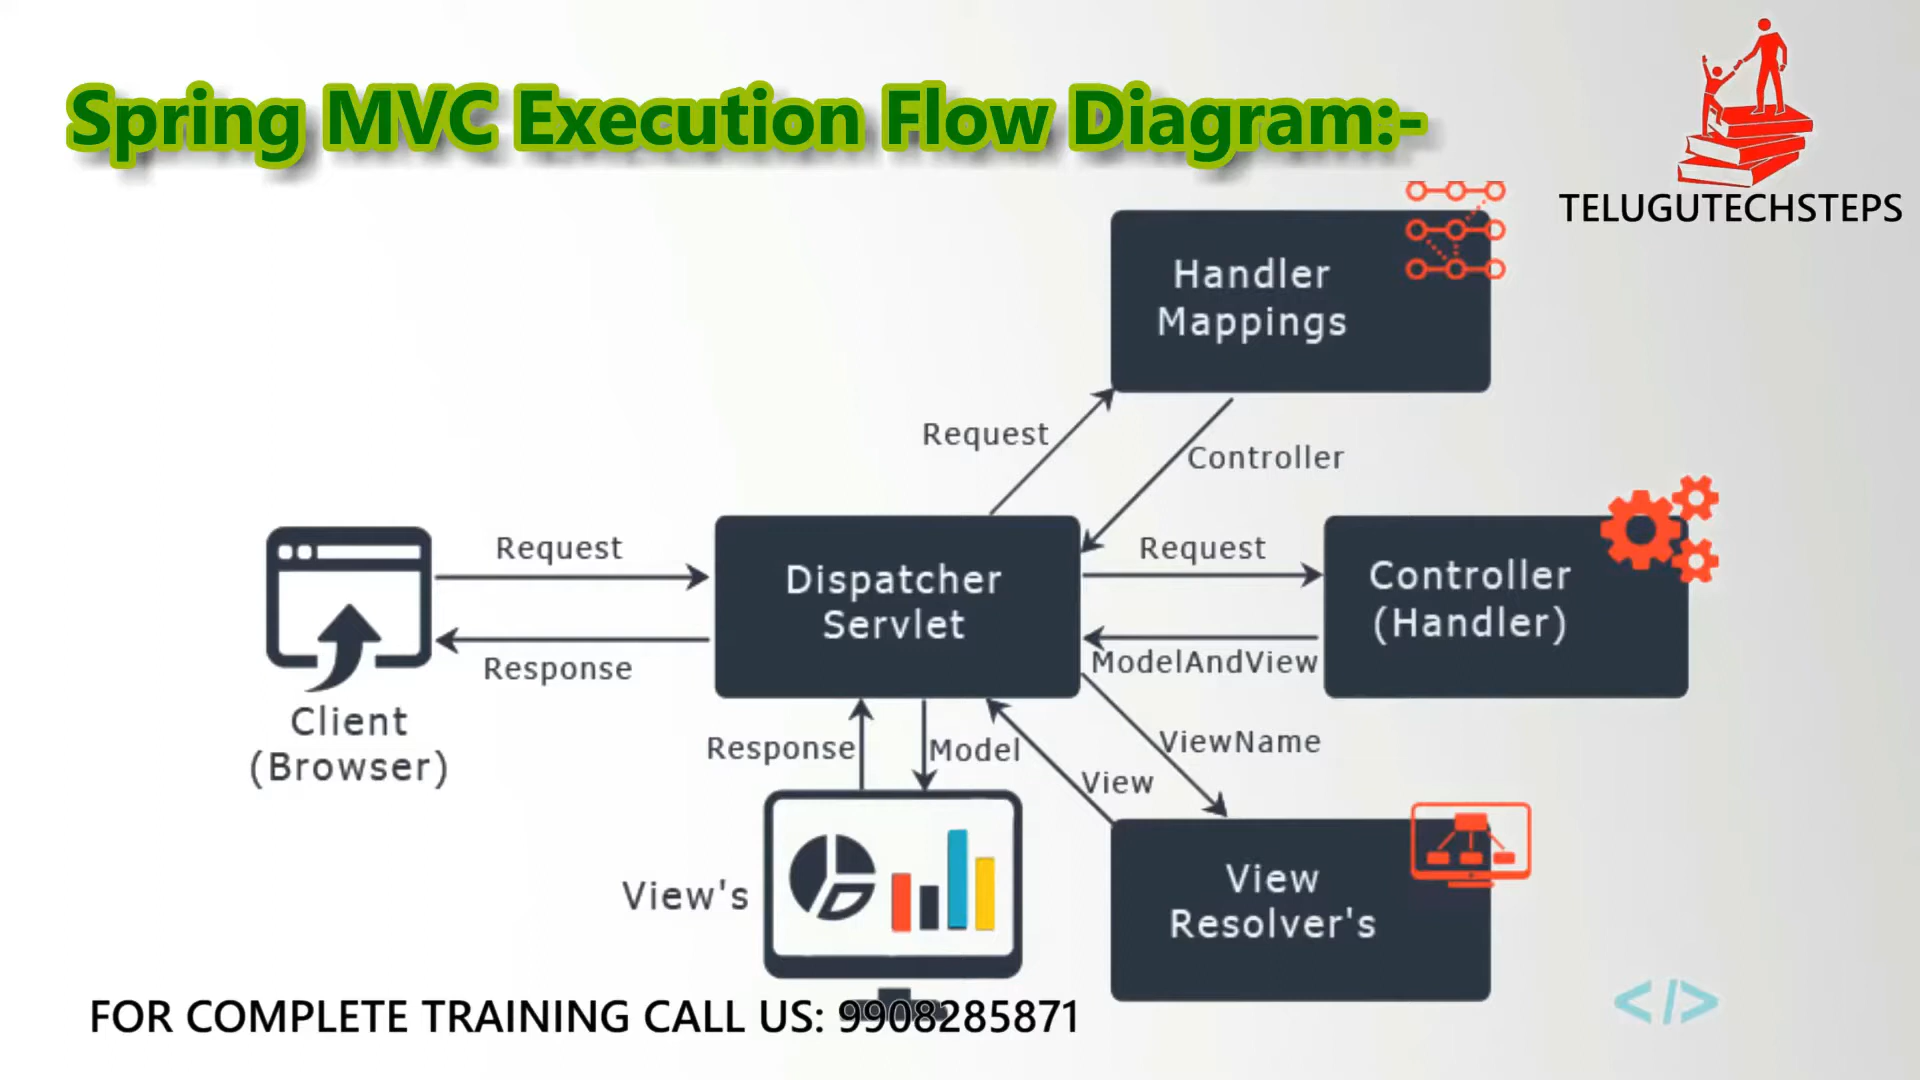 Spring MVC Execution Flow Diagram:-
TELUGUTECHSTEPS
Handler
Mappings
Request
Controller
Request
Response
Client
(Browser)
Dispatcher
Servlet
Request
ModelAndView
Controller
(Handler)
Response
Model
View
ViewName
View's
View
Resolver's
</>
FOR COMPLETE TRAINING CALL US: 9908285871